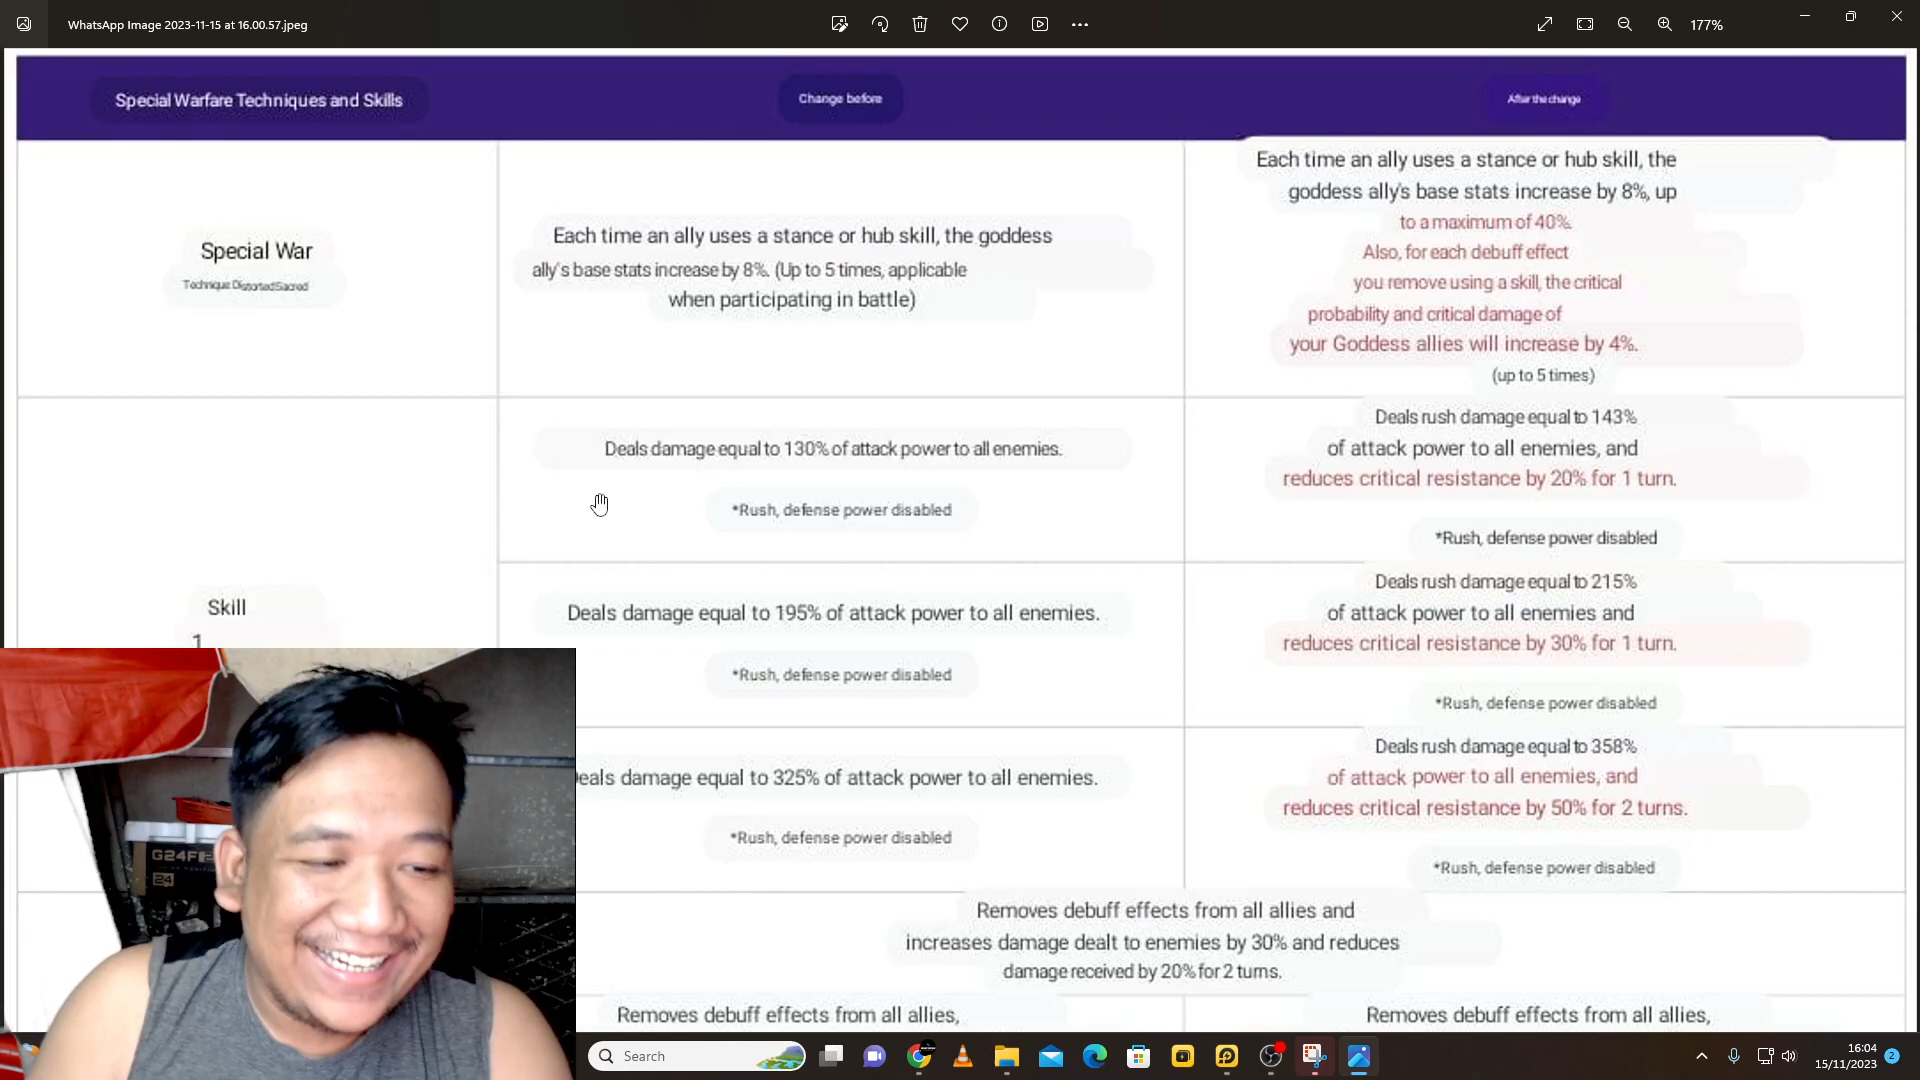 WhatsApp Image 2023-11-15 at 16.00.57.jpeg
177%
Special Warfare Techniques and Skills
Change before
After the change
Special War
Technique: Distorted Sacred
Each time an ally uses a stance or hub skill, the goddess
ally's base stats increase by 8%. (Up to 5 times, applicable
when participating in battle)
Each time an ally uses a stance or hub skill, the
goddess ally's base stats increase by 8%, up
to a maximum of 40%.
Also, for each debuff effect
you remove using a skill, the critical
probability and critical damage of
your Goddess allies will increase by 4%.
(up to 5 times)
Skill
1
Deals damage equal to 130% of attack power to all enemies.
*Rush, defense power disabled
Deals rush damage equal to 143%
of attack power to all enemies, and
reduces critical resistance by 20% for 1 turn.
*Rush, defense power disabled
Deals damage equal to 195% of attack power to all enemies.
*Rush, defense power disabled
Deals rush damage equal to 215%
of attack power to all enemies and
reduces critical resistance by 30% for 1 turn.
*Rush, defense power disabled
eals damage equal to 325% of attack power to all enemies.
*Rush, defense power disabled
Deals rush damage equal to 358%
of attack power to all enemies, and
reduces critical resistance by 50% for 2 turns.
*Rush, defense power disabled
Removes debuff effects from all allies and
increases damage dealt to enemies by 30% and reduces
damage received by 20% for 2 turns.
Removes debuff effects from all allies,
Removes debuff effects from all allies,
24
Search
16:04
15/11/2023
2